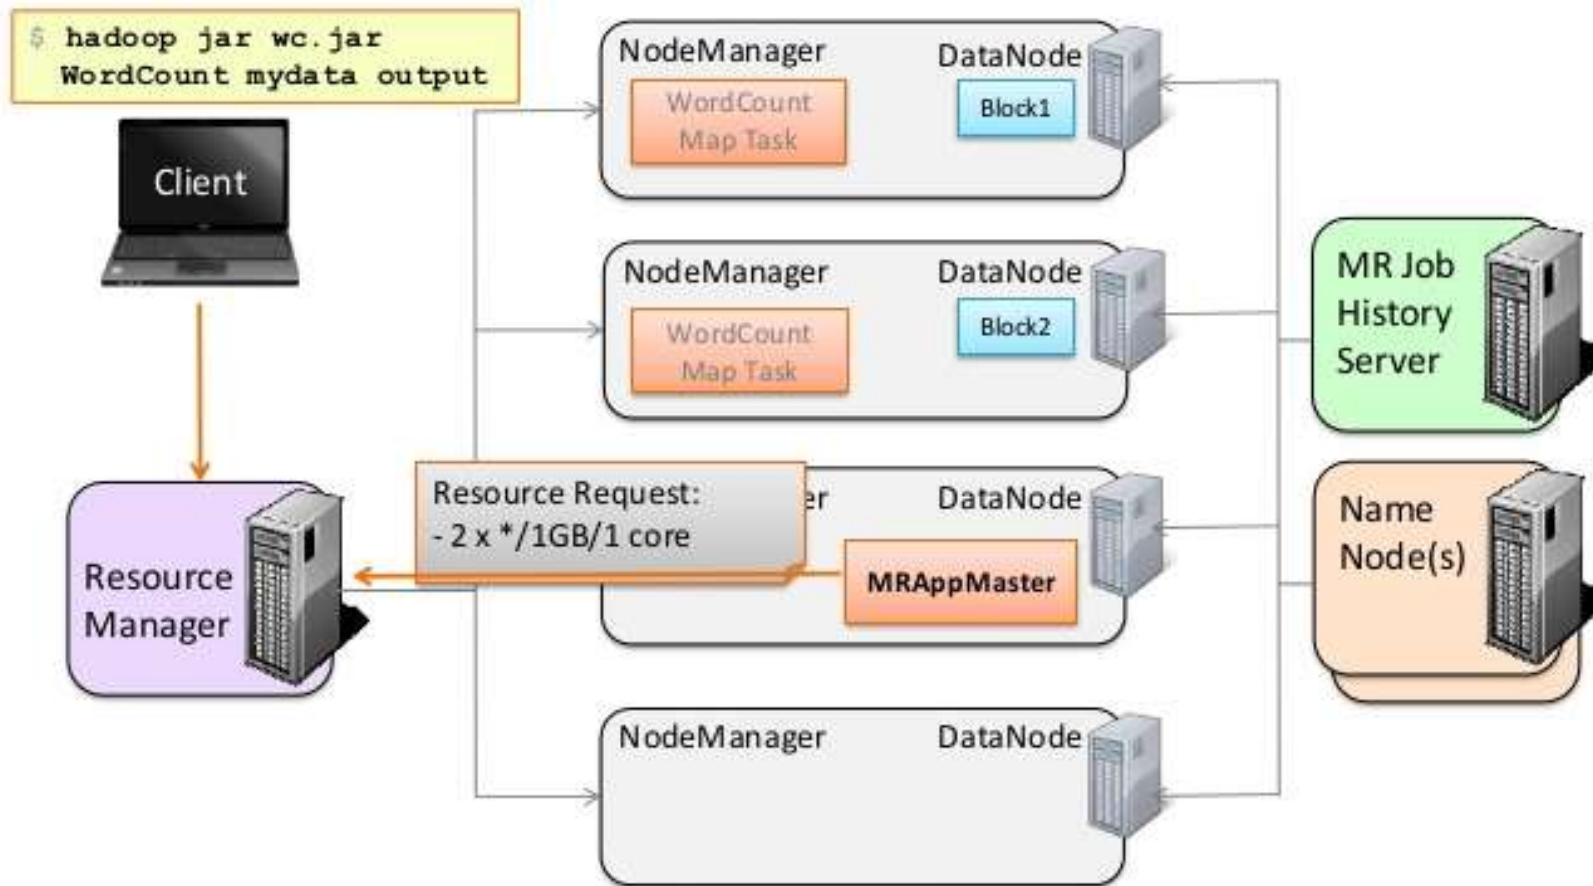 $ hadoop jar wc.jar
WordCount mydata output
Client
NodeManager
DataNode
WordCount
Map Task
Block1
NodeManager
DataNode
WordCount
Map Task
Block2
MR Job
History
Server
Resource Request:
- 2 x */1GB/1 core
er
DataNode
MRAppMaster
Resource
Manager
Name
Node(s)
NodeManager
DataNode